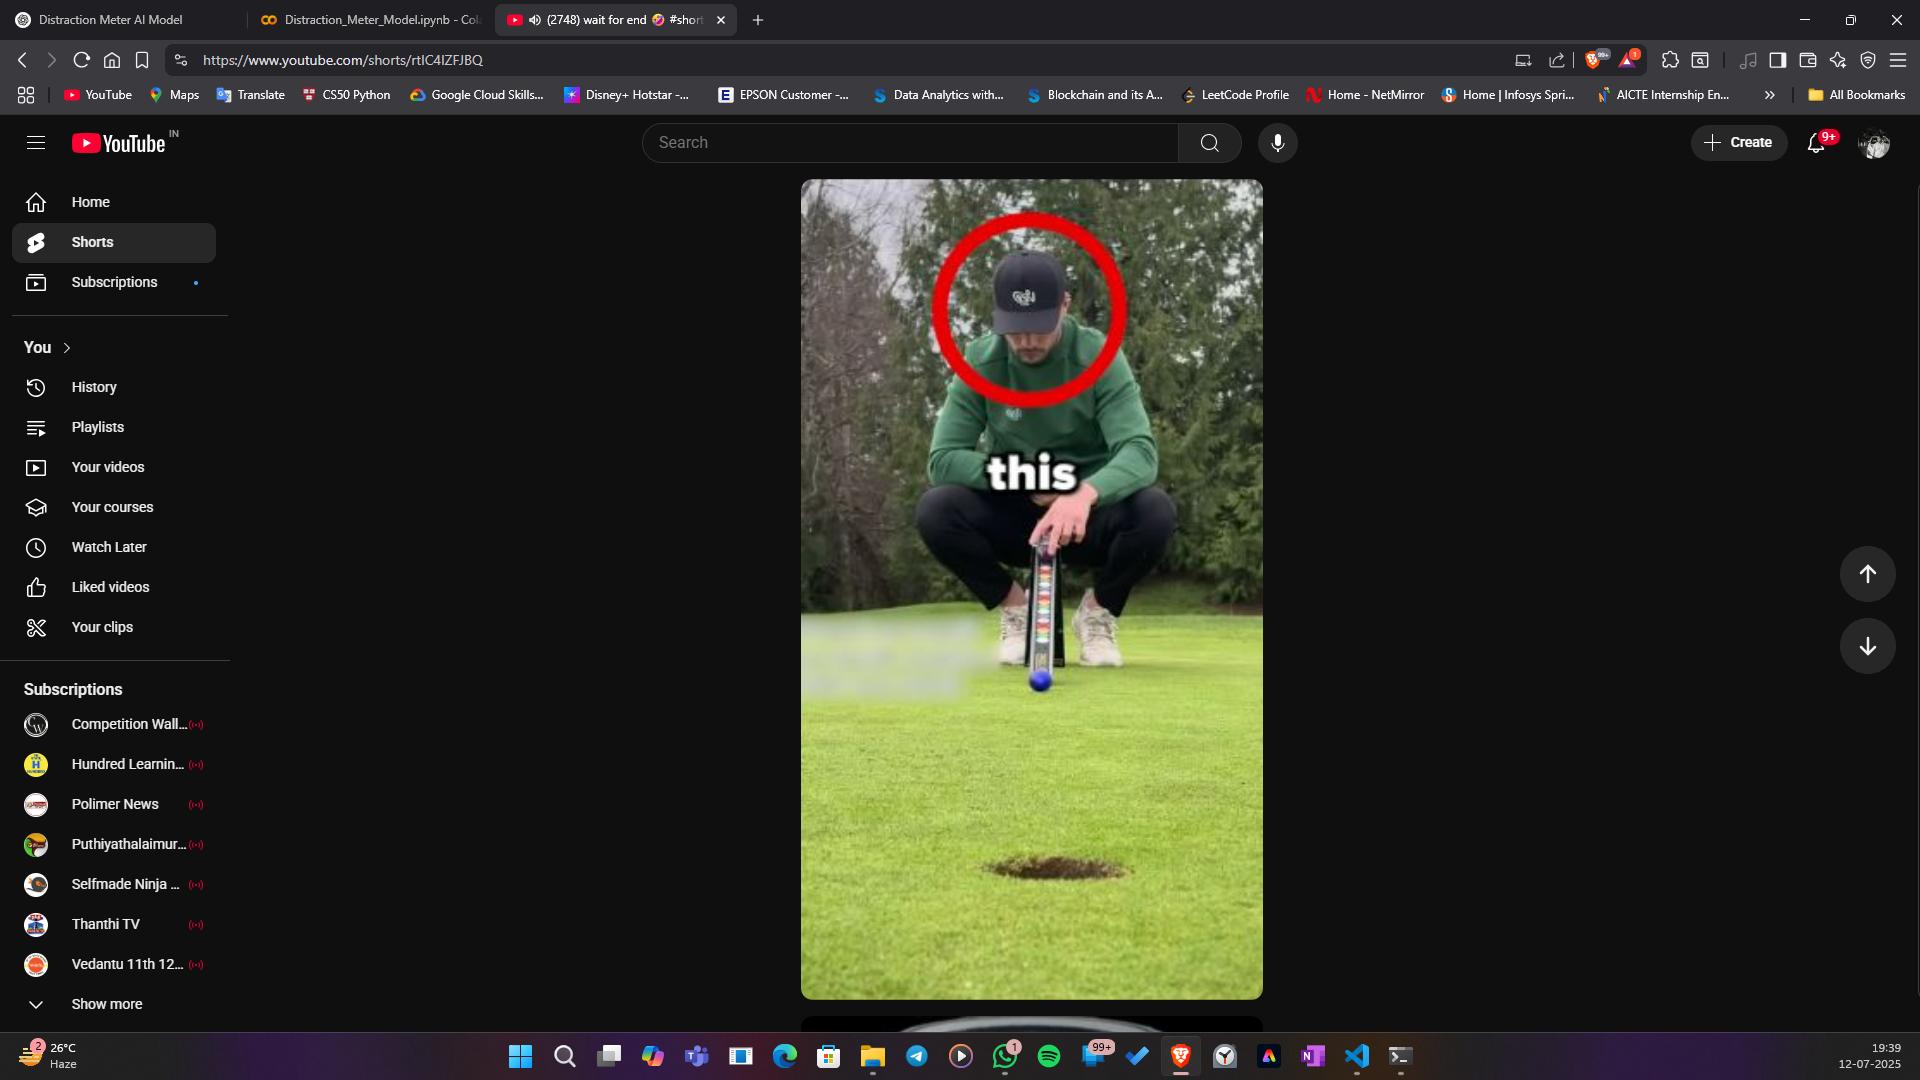 Distraction Meter AI Model
Distraction_Meter_Model.ipynb - Col
(2748) wait for end 🤣 #short
https://www.youtube.com/shorts/rtIC4IZFJBQ
99+
1
YouTube
Maps
Translate
CS50 Python
Google Cloud Skills...
Disney+ Hotstar -...
EPSON Customer -...
Data Analytics with...
Blockchain and its A...
LeetCode Profile
Home - NetMirror
Home | Infosys Spri...
AICTE Internship En...
All Bookmarks
YouTube IN
Search
Create
9+
Home
Shorts
Subscriptions
You
History
Playlists
Your videos
Your courses
Watch Later
Liked videos
Your clips
Subscriptions
Competition Wall...
Hundred Learnin...
Polimer News
Puthiyathalaimur...
Selfmade Ninja ...
Thanthi TV
Vedantu 11th 12...
Show more
this
2
26°C
Haze
1
99+
19:39
12-07-2025